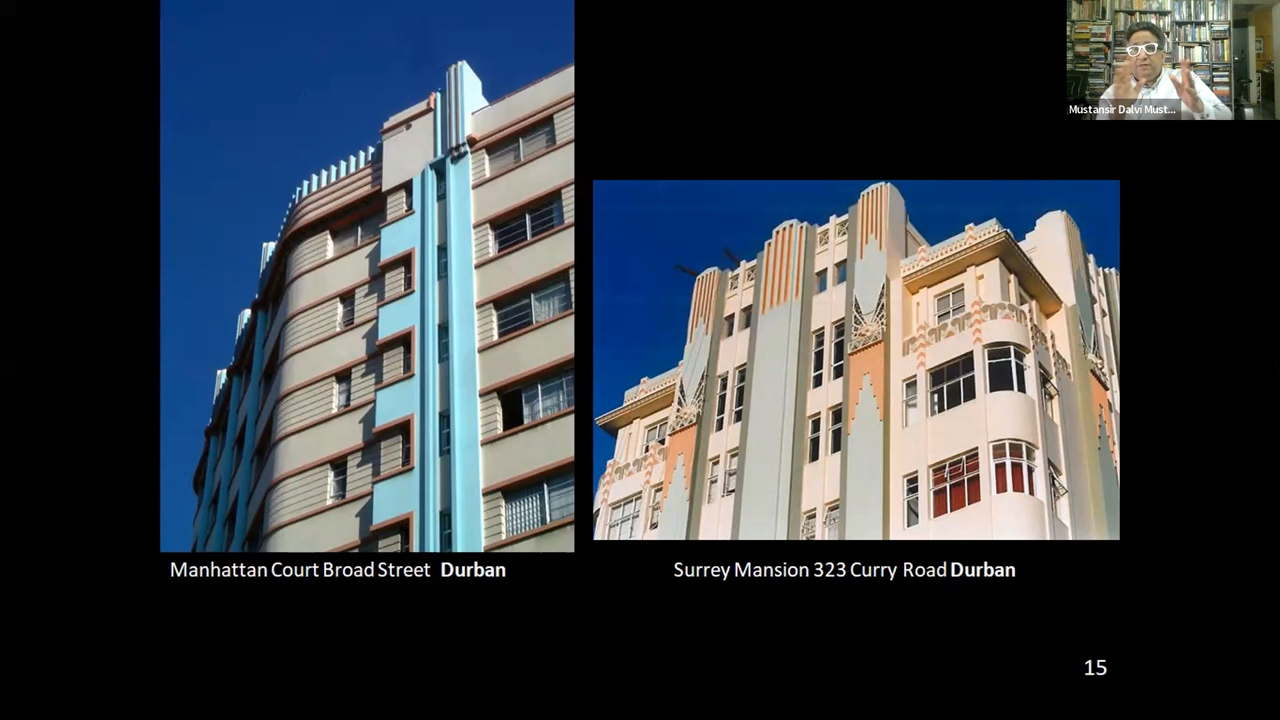 Mustansir Dalvi Must...
Manhattan Court Broad Street Durban
Surrey Mansion 323 Curry Road Durban
15